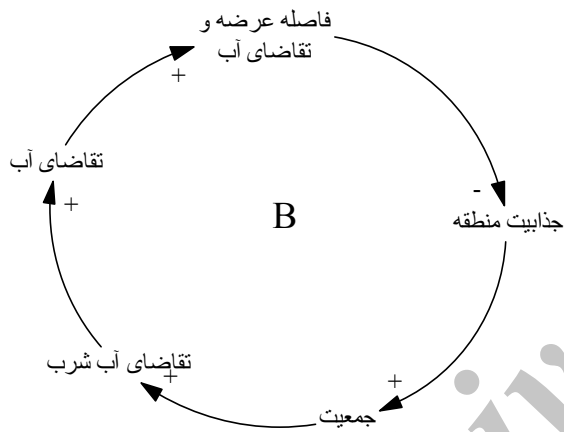 فاصله عرضه و
تقاضای آب
+
تقاضای آب
+
-
جذابیت منطقه
B
تقاضای آب شرب
+
+
جمعیت